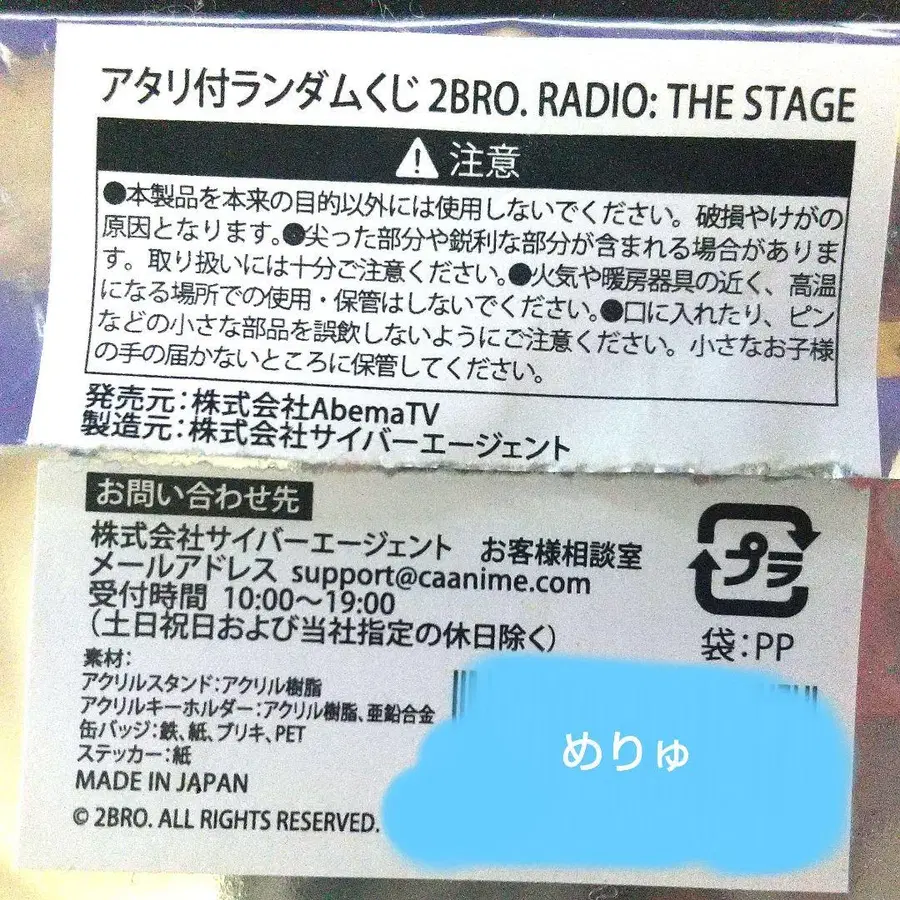 アタリ付ランダムくじ 2BRO. RADIO: THE STAGE
注意
●本製品を本来の目的以外には使用しないでください。破損やけがの
原因となります。●尖った部分や鋭利な部分が含まれる場合がありま
す。取り扱いには十分ご注意ください。●火気や暖房器具の近く、高温
になる場所での使用・保管はしないでください。●口に入れたり、ピン
などの小さな部品を誤飲しないようにご注意ください。小さなお子様
の手の届かないところに保管してください。
発売元：株式会社AbemaTV
製造元：株式会社サイバーエージェント
お問い合わせ先
株式会社サイバーエージェント お客様相談室
メールアドレス support@caanime.com
受付時間 10:00～19:00
（土日祝日および当社指定の休日除く）
プラ
袋：PP
素材：
アクリルスタンド：アクリル樹脂
アクリルキーホルダー：アクリル樹脂、亜鉛合金
缶バッジ：鉄、紙、ブリキ、PET
ステッカー：紙
MADE IN JAPAN
© 2BRO. ALL RIGHTS RESERVED.
めりゅ